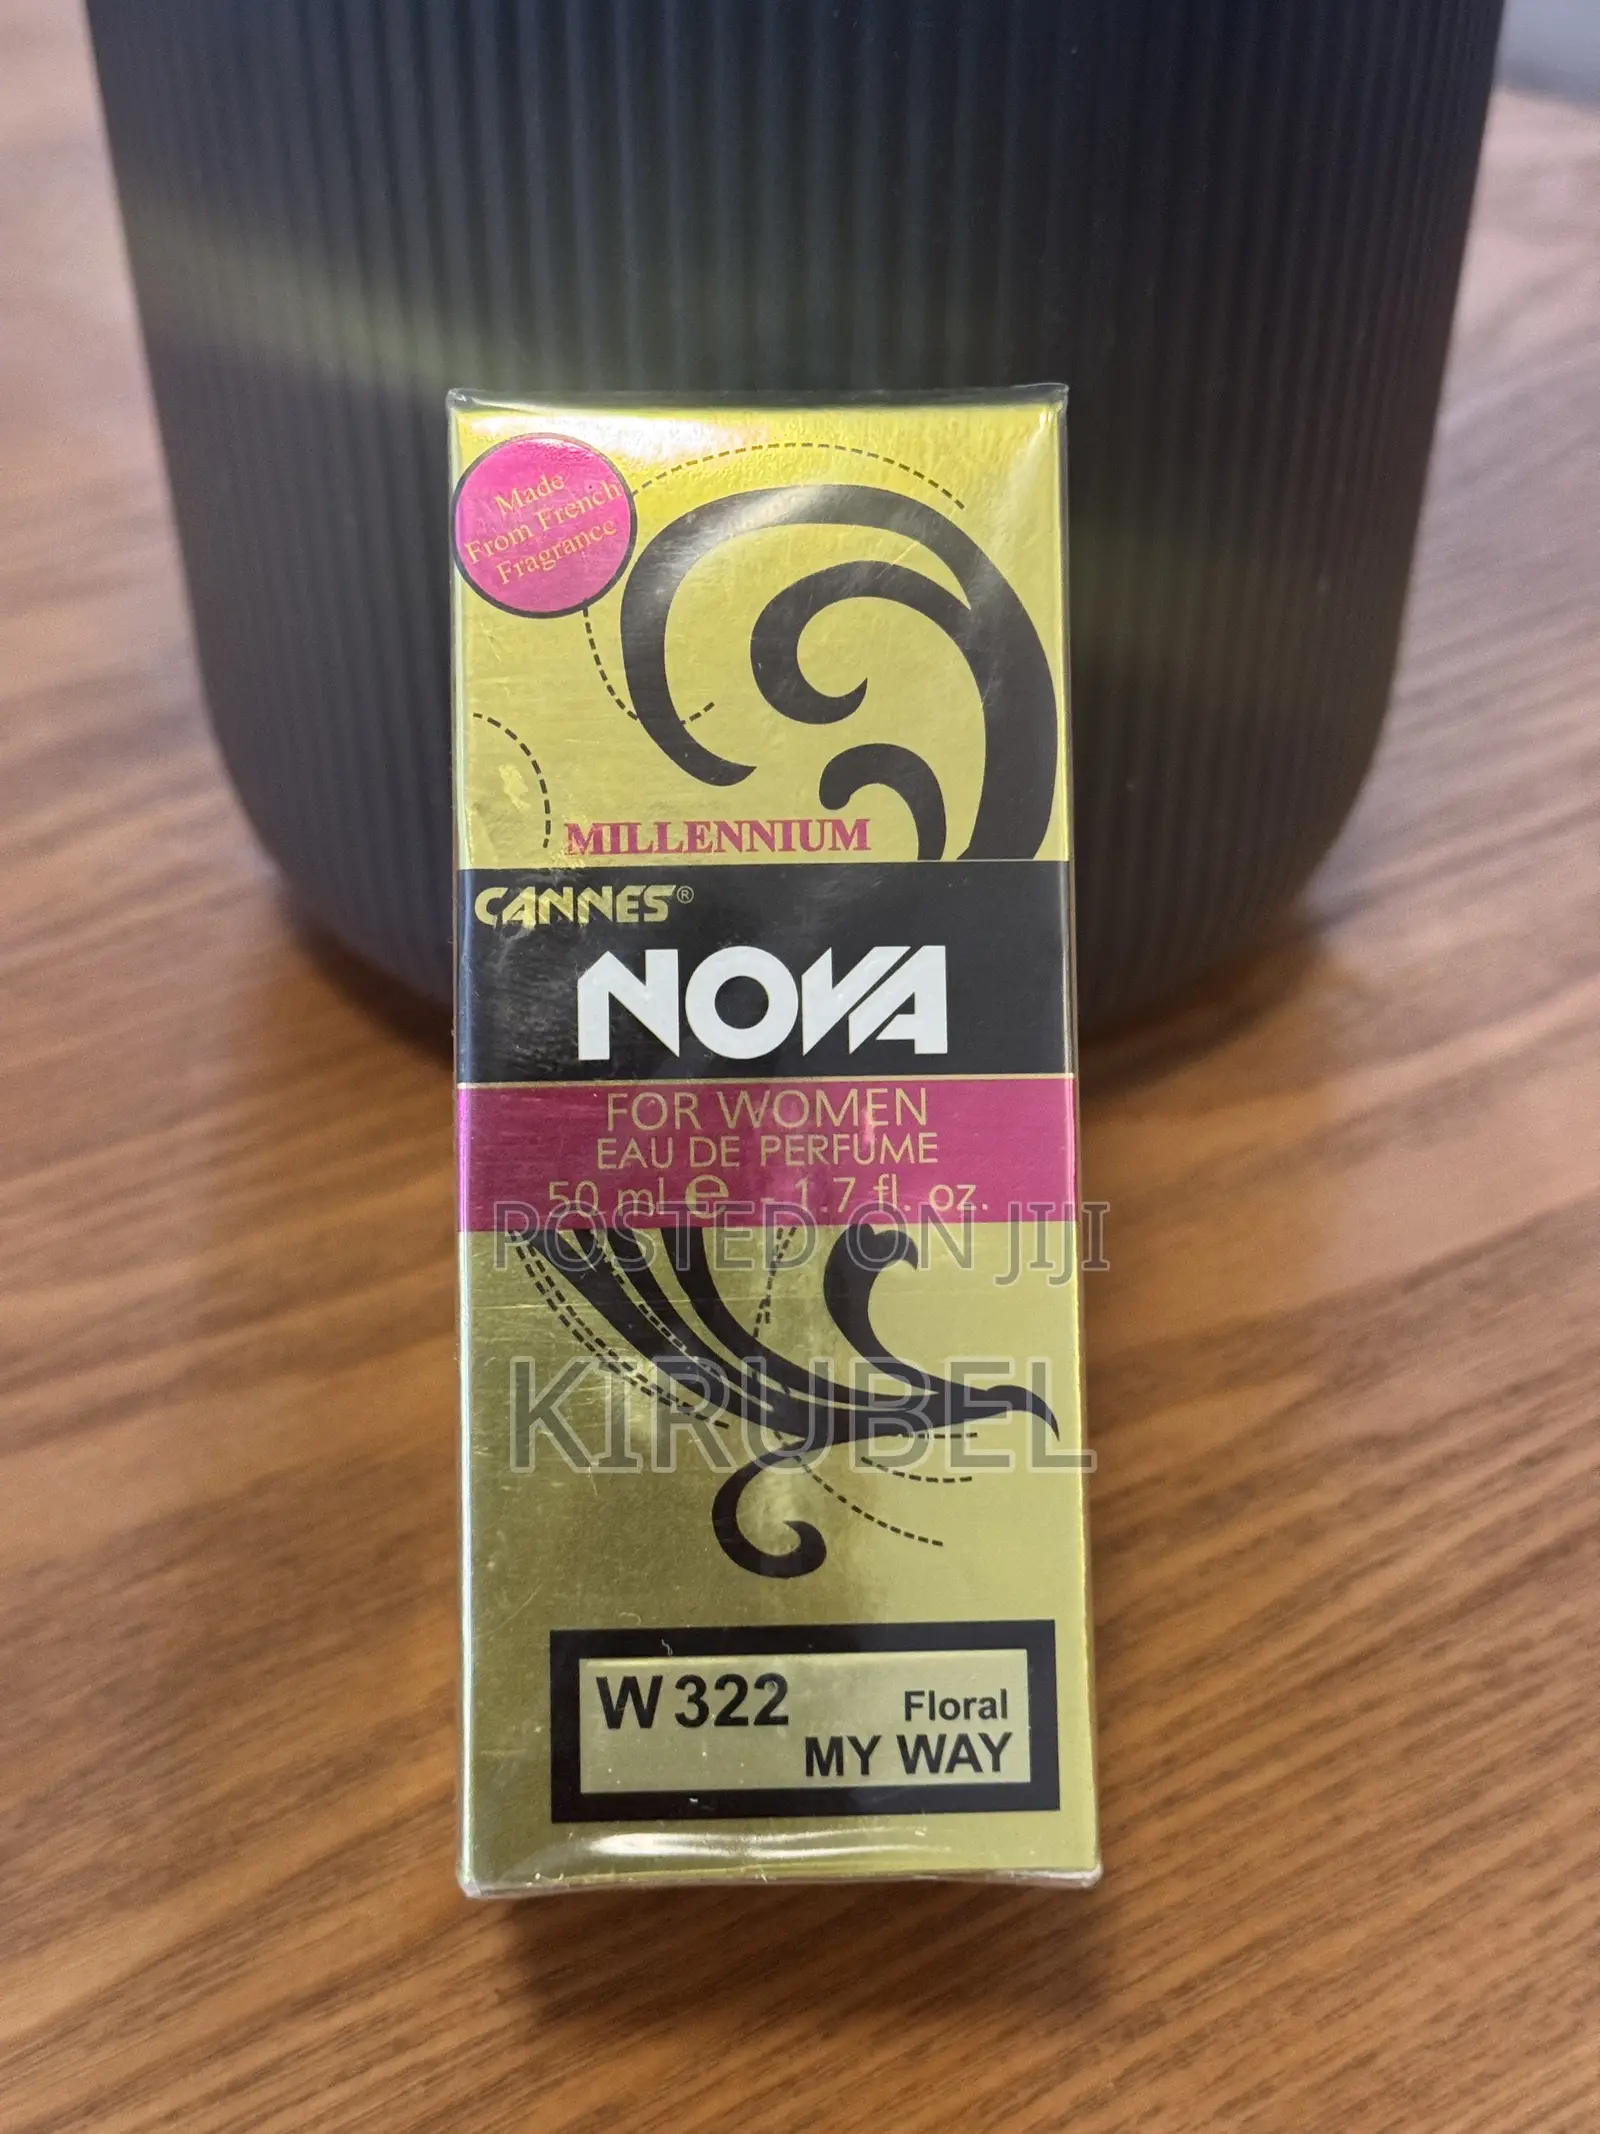 Made
From French
Fragrance
MILLENNIUM
CANNES®
NOVA
FOR WOMEN
EAU DE PERFUME
50 ml e - 1.7 fl. oz.
POSTED ON JIJI
KIRUBEL
W322
Floral
MY WAY